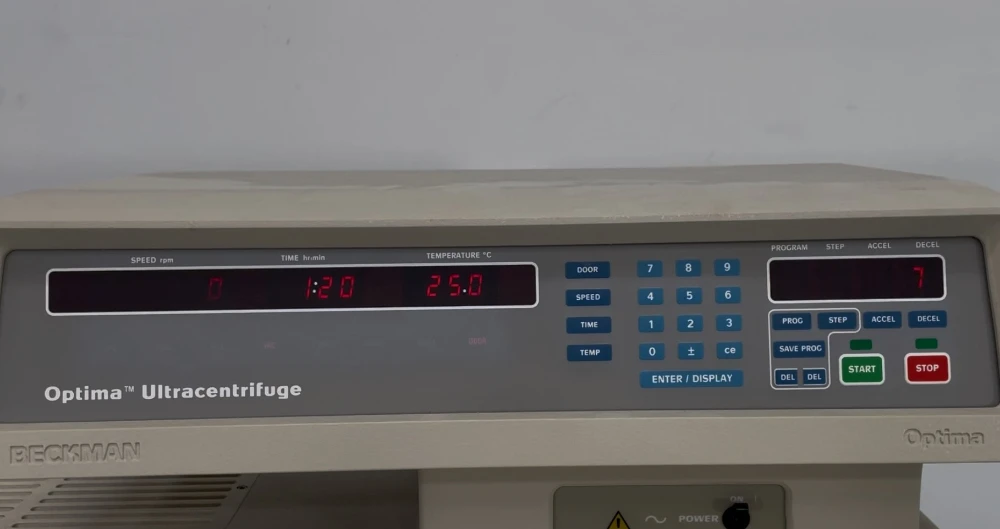 SPEED rpm TIME hr:min TEMPERATURE °C
0 1:20 25.0
Optima™ Ultracentrifuge
DOOR 7 8 9
SPEED 4 5 6
TIME 1 2 3
TEMP 0 ± ce
ENTER / DISPLAY
PROGRAM STEP ACCEL DECEL
7
PROG STEP ACCEL DECEL
SAVE PROG
DEL DEL START STOP
BECKMAN Optima
ON I
POWER